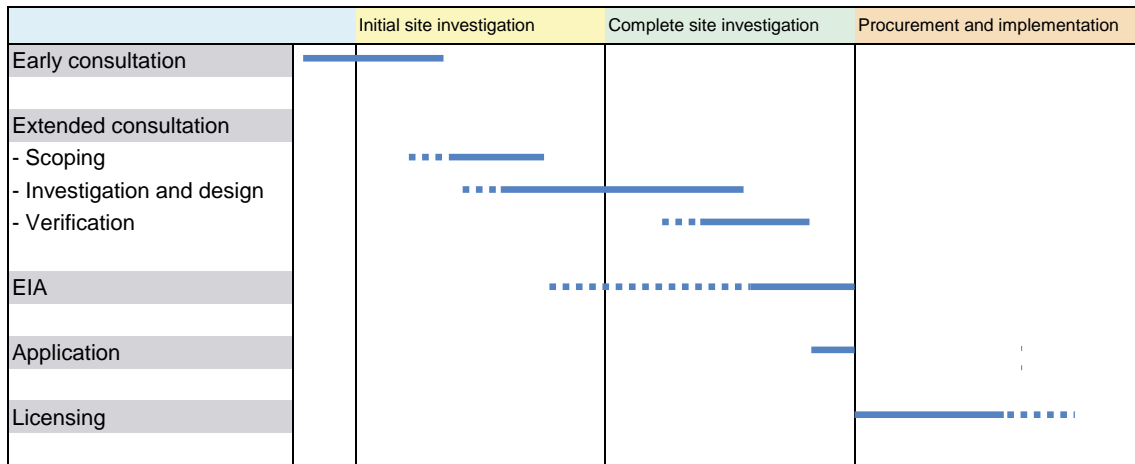 Initial site investigation
Complete site investigation
Procurement and implementation
Early consultation
Extended consultation
- Scoping
- Investigation and design
- Verification
EIA
Application
Licensing